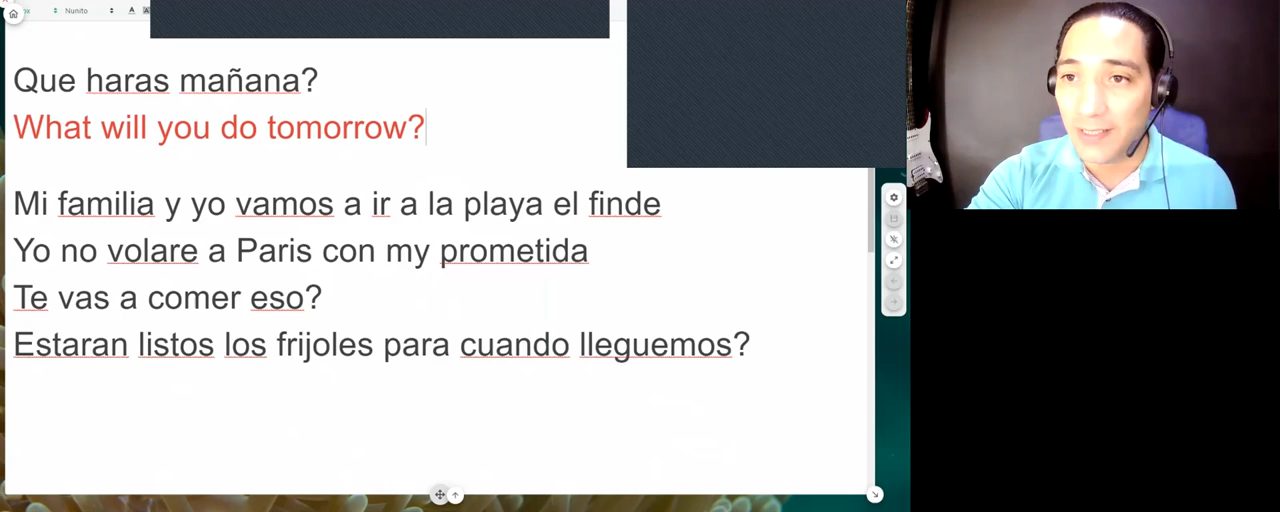 Nunito
Que haras mañana?
What will you do tomorrow?
Mi familia y yo vamos a ir a la playa el finde
Yo no volare a Paris con my prometida
Te vas a comer eso?
Estaran listos los frijoles para cuando lleguemos?